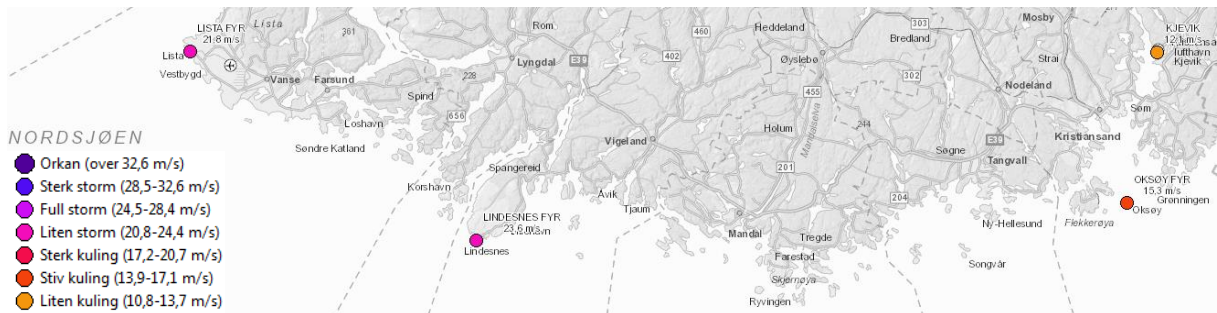 LISTA FYR
21,8 m/s
Lista
361
Lista
Vestbygd
Vanse
Farsund
Rom
Lyngdal
E39
228
Spind
656
Loshavn
Søndre Katland
Korshavn
Spangereid
460
402
Heddeland
Øyslebø
Bredland
303
302
455
Mosby
Strai
Nodeland
KJEVIK
lufthavn
Kjevik
Søm
Vigeland
Holum
Mandalselva
244
201
Søgne
E39
Tangvall
Kristiansand
204
Åvik
Tjaum
Mandal
Tregde
Farestad
Skjernøya
Ryvingen
LINDESNES FYR
23,6 m/s
Lindesnes
OKSØY FYR
15,3 m/s
Grønningen
Oksøy
Flekkerøya
Ny-Hellesund
Songvår
NORDSJØEN
Orkan (over 32,6 m/s)
Sterk storm (28,5-32,6 m/s)
Full storm (24,5-28,4 m/s)
Liten storm (20,8-24,4 m/s)
Sterk kuling (17,2-20,7 m/s)
Stiv kuling (13,9-17,1 m/s)
Liten kuling (10,8-13,7 m/s)